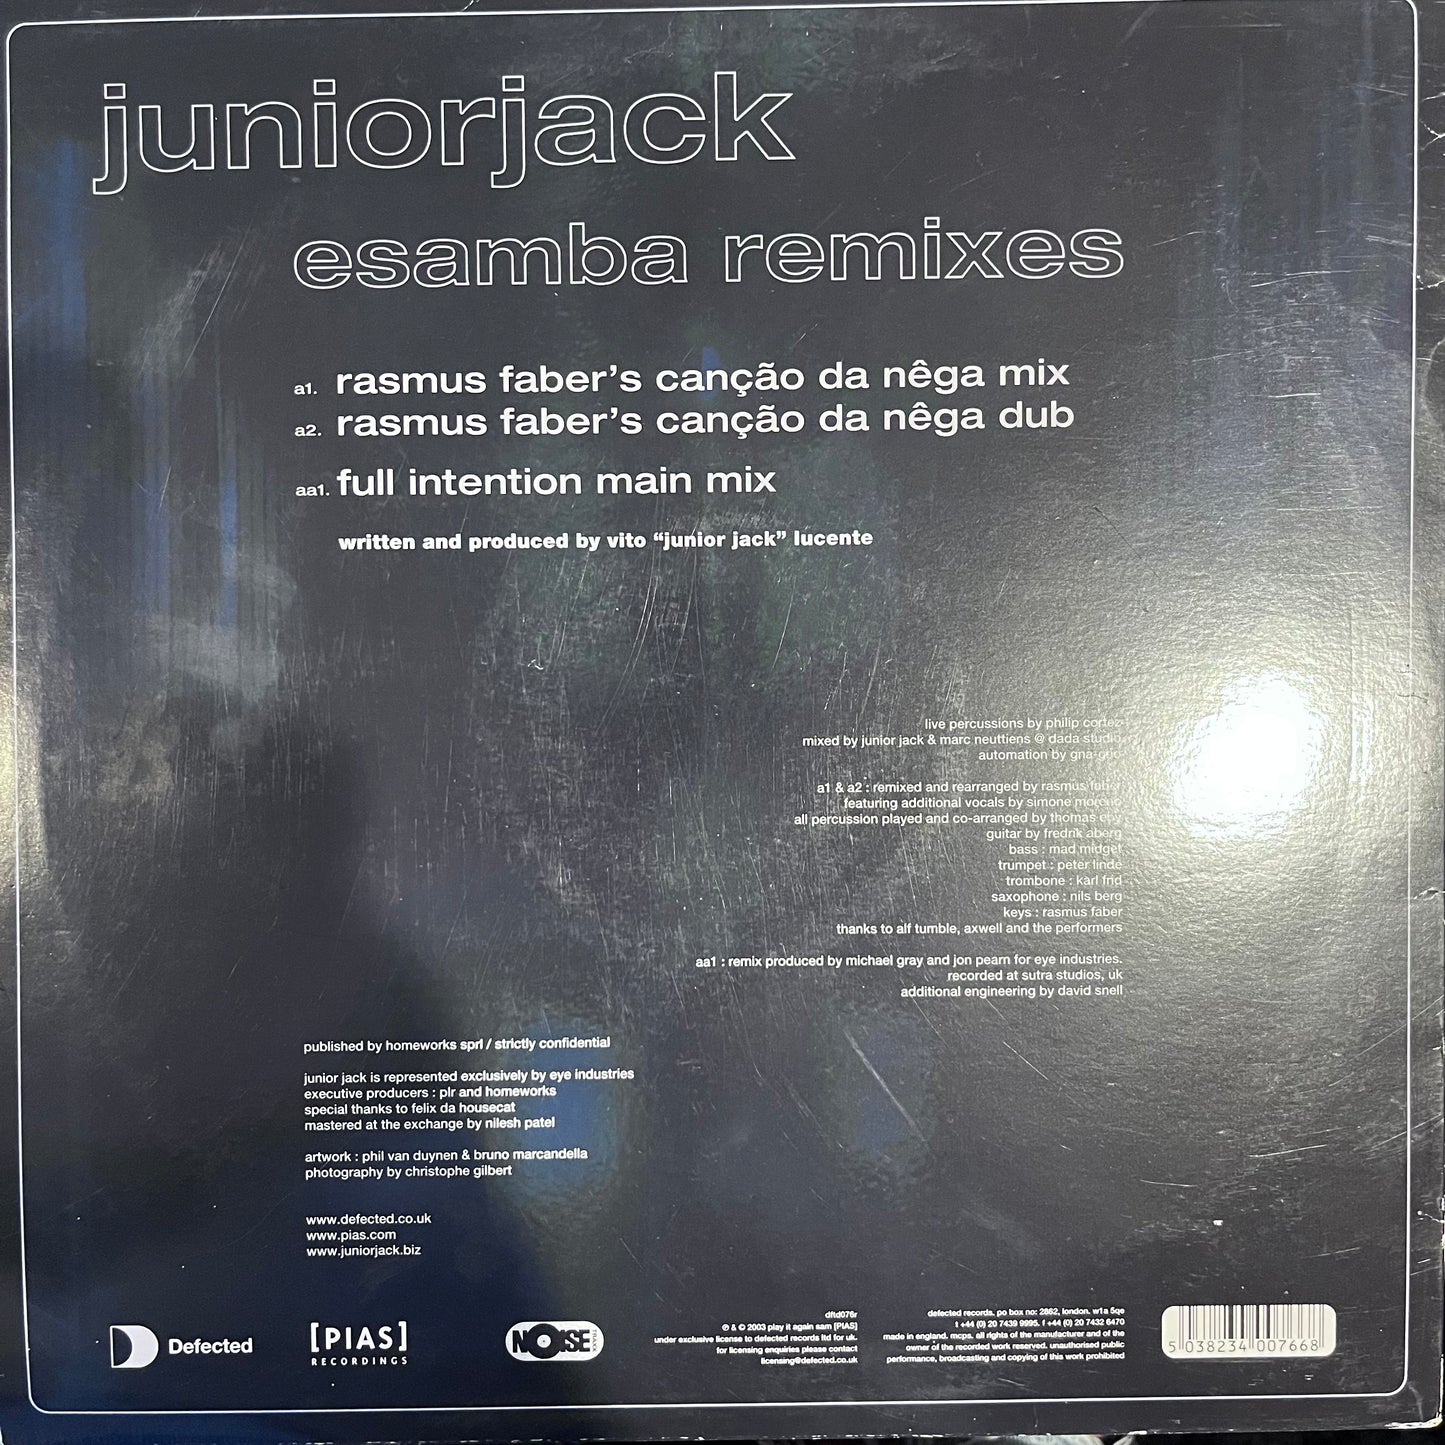 juniorjack
esamba remixes
a1. rasmus faber's canção da nêga mix
a2. rasmus faber's canção da nêga dub
aa1. full intention main mix
written and produced by vito “junior jack” lucente
live percussions by philip cortez
mixed by junior jack & marc neuttiens @ dada studio
automation by
a1 & a2 : remixed and rearranged by rasmus faber
featuring additional vocals by simone moreno
all percussion played and co-arranged by thomas eby
guitar by fredrik aberg
bass : mad midget
trumpet : peter linde
trombone : karl frid
saxophone : nils berg
keys : rasmus faber
thanks to alf tumble, axwell and the performers
aa1 : remix produced by michael gray and jon pearn for eye industries.
recorded at sutra studios, uk
additional engineering by david snell
published by homeworks sprl / strictly confidential
junior jack is represented exclusively by eye industries
executive producers : plr and homeworks
special thanks to felix da housecat
mastered at the exchange by nilesh patel
artwork : phil van duynen & bruno marcandella
photography by christophe gilbert
www.defected.co.uk
www.pias.com
www.juniorjack.biz
Defected
[PIAS]
RECORDINGS
NOISE
TRAXX
dftd076r
℗ & © 2003 play it again sam [PIAS]
under exclusive license to defected records ltd for uk.
for licensing enquiries please contact
licensing@defected.co.uk
defected records. po box no: 2862, london. w1a 5qe
t +44 (0) 20 7439 9995. f +44 (0) 20 7432 6470
made in england. mcps. all rights of the manufacturer and of the
owner of the recorded work reserved. unauthorised public
performance, broadcasting and copying of this work prohibited
5 038234 007668